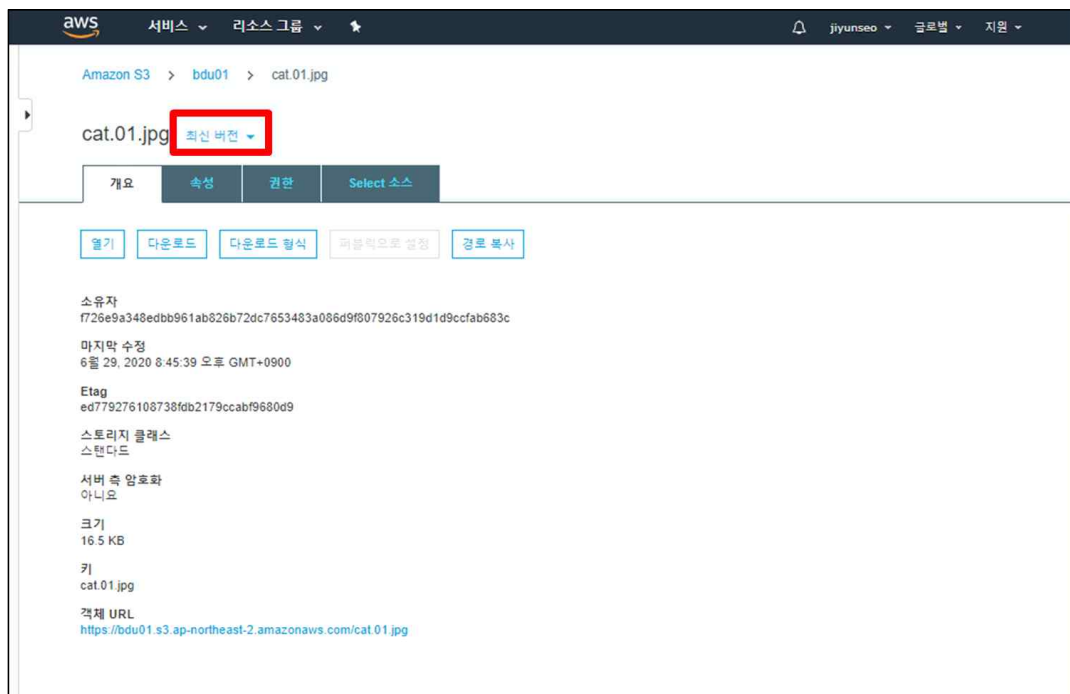 aws 서비스 리소스 그룹 jiyunseo 글로벌 지원
Amazon S3 > bdu01 > cat.01.jpg
cat.01.jpg 최신 버전
개요 속성 권한 Select 소스
열기 다운로드 다운로드 형식 퍼블릭으로 설정 경로 복사
소유자
f726e9a348edbb961ab826b72dc7653483a086d9f807926c319d1d9ccfab683c
마지막 수정
6월 29, 2020 8:45:39 오후 GMT+0900
Etag
ed779276108738fdb2179ccabf9680d9
스토리지 클래스
스탠다드
서버 측 암호화
아니요
크기
16.5 KB
키
cat.01.jpg
객체 URL
https://bdu01.s3.ap-northeast-2.amazonaws.com/cat.01.jpg